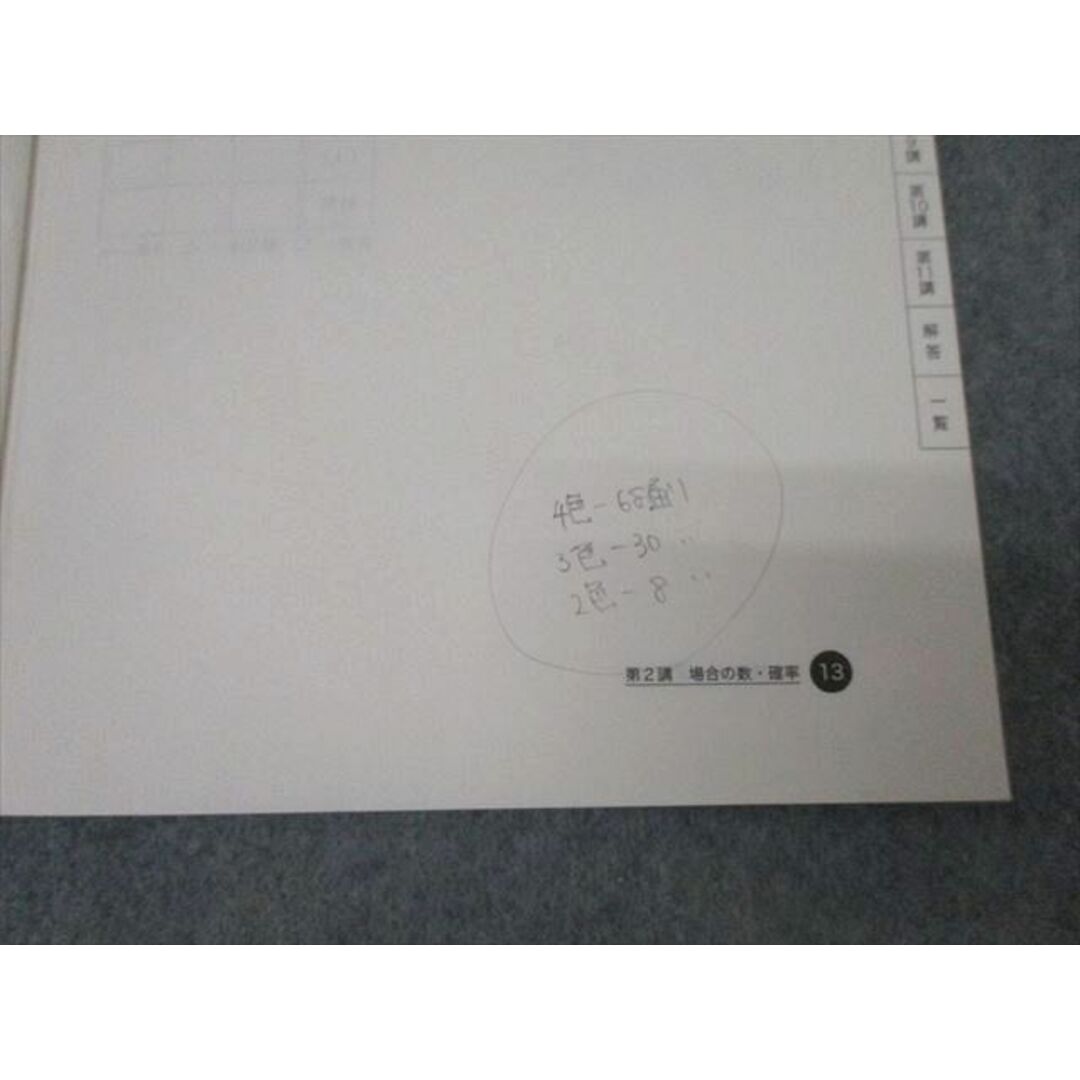 講
第10講
第11講
解答
一覧
4色-68通り
3色-30 〃
2色-8 〃
第2講 場合の数・確率 13